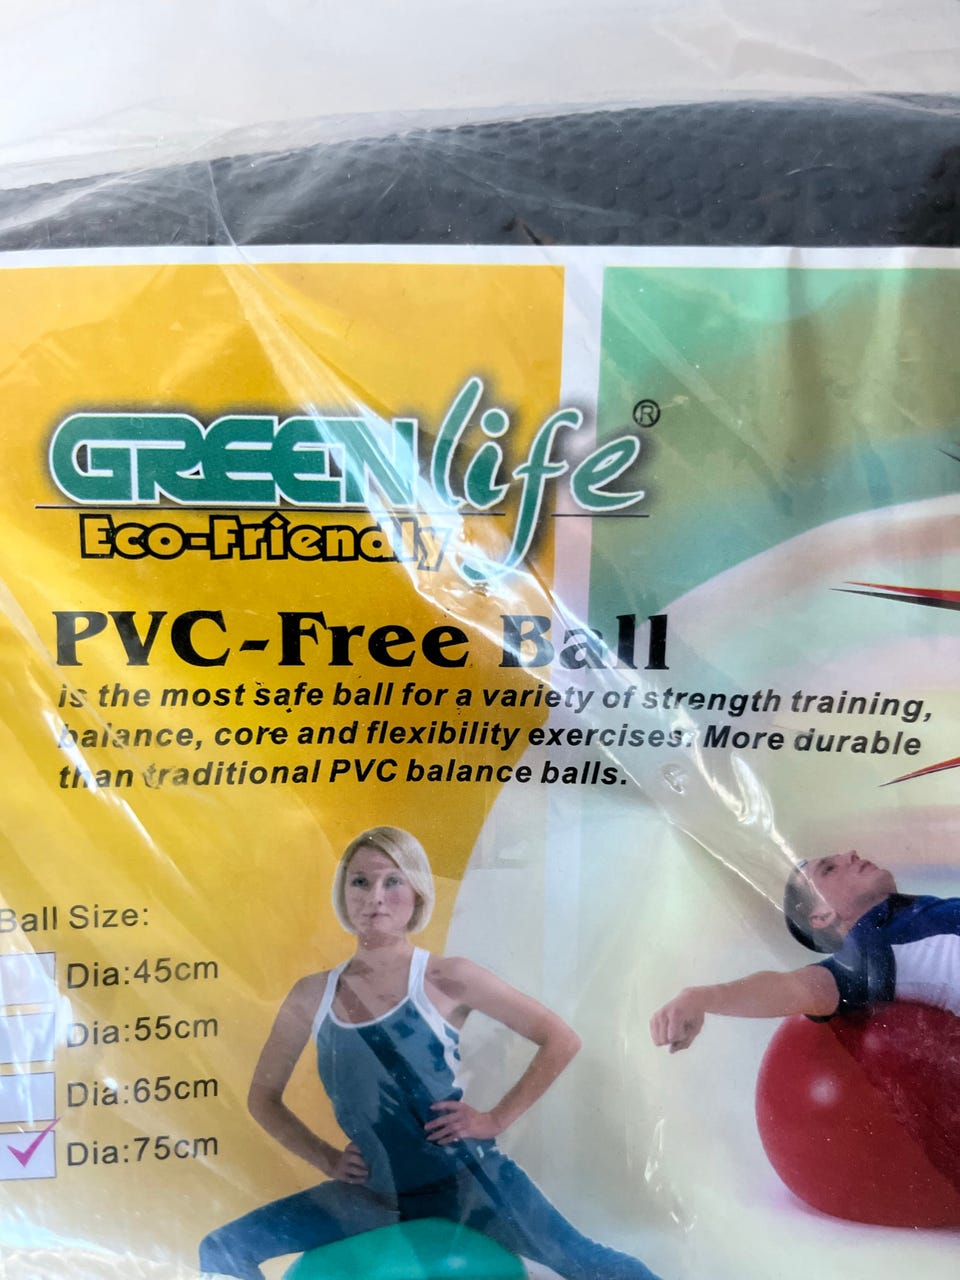 GREENlife®
Eco-Friendly
PVC-Free Ball
is the most safe ball for a variety of strength training,
balance, core and flexibility exercises. More durable
than traditional PVC balance balls.
Ball Size:
Dia:45cm
Dia:55cm
Dia:65cm
Dia:75cm